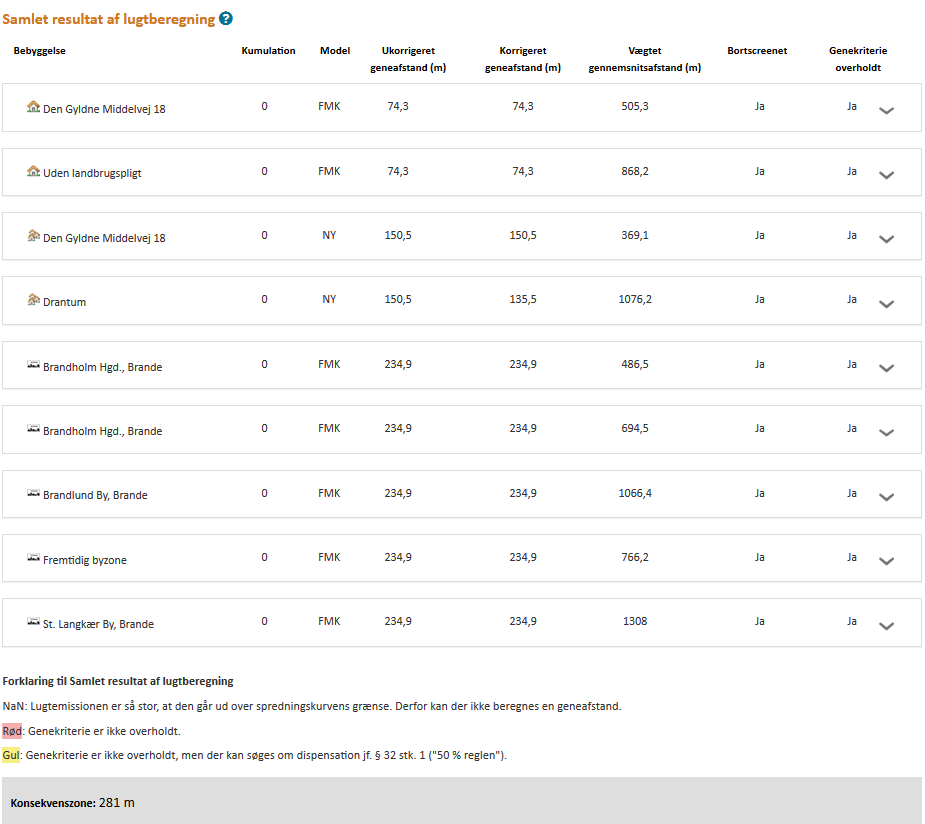 Samlet resultat af lugtberegning ?
Bebyggelse Kumulation Model Ukorrigeret geneafstand (m) Korrigeret geneafstand (m) Vægtet gennemsnitsafstand (m) Bortscreenet Genekriterie overholdt
Den Gyldne Middelvej 18 0 FMK 74,3 74,3 505,3 Ja Ja
Uden landbrugspligt 0 FMK 74,3 74,3 868,2 Ja Ja
Den Gyldne Middelvej 18 0 NY 150,5 150,5 369,1 Ja Ja
Drantum 0 NY 150,5 135,5 1076,2 Ja Ja
Brandholm Hgd., Brande 0 FMK 234,9 234,9 486,5 Ja Ja
Brandholm Hgd., Brande 0 FMK 234,9 234,9 694,5 Ja Ja
Brandlund By, Brande 0 FMK 234,9 234,9 1066,4 Ja Ja
Fremtidig byzone 0 FMK 234,9 234,9 766,2 Ja Ja
St. Langkær By, Brande 0 FMK 234,9 234,9 1308 Ja Ja
Forklaring til Samlet resultat af lugtberegning
NaN: Lugtemissionen er så stor, at den går ud over spredningskurvens grænse. Derfor kan der ikke beregnes en geneafstand.
Rød: Genekriterie er ikke overholdt.
Gul: Genekriterie er ikke overholdt, men der kan søges om dispensation jf. § 32 stk. 1 ("50 % reglen").
Konsekvenszone: 281 m